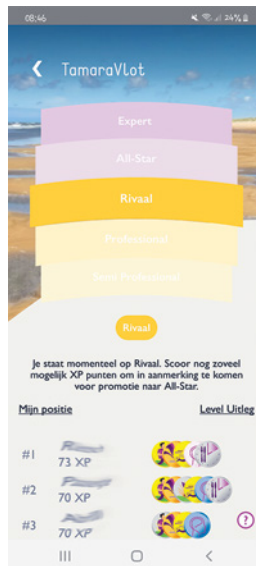 08:46
24%
TamaraVlot
Expert
All-Star
Rivaal
Professional
Semi Professional
Rivaal
Je staat momenteel op Rivaal. Scoor nog zoveel
mogelijk XP punten om in aanmerking te komen
voor promotie naar All-Star.
Mijn positie Level Uitleg
#1
73 XP
#2
70 XP
#3
70 XP
?